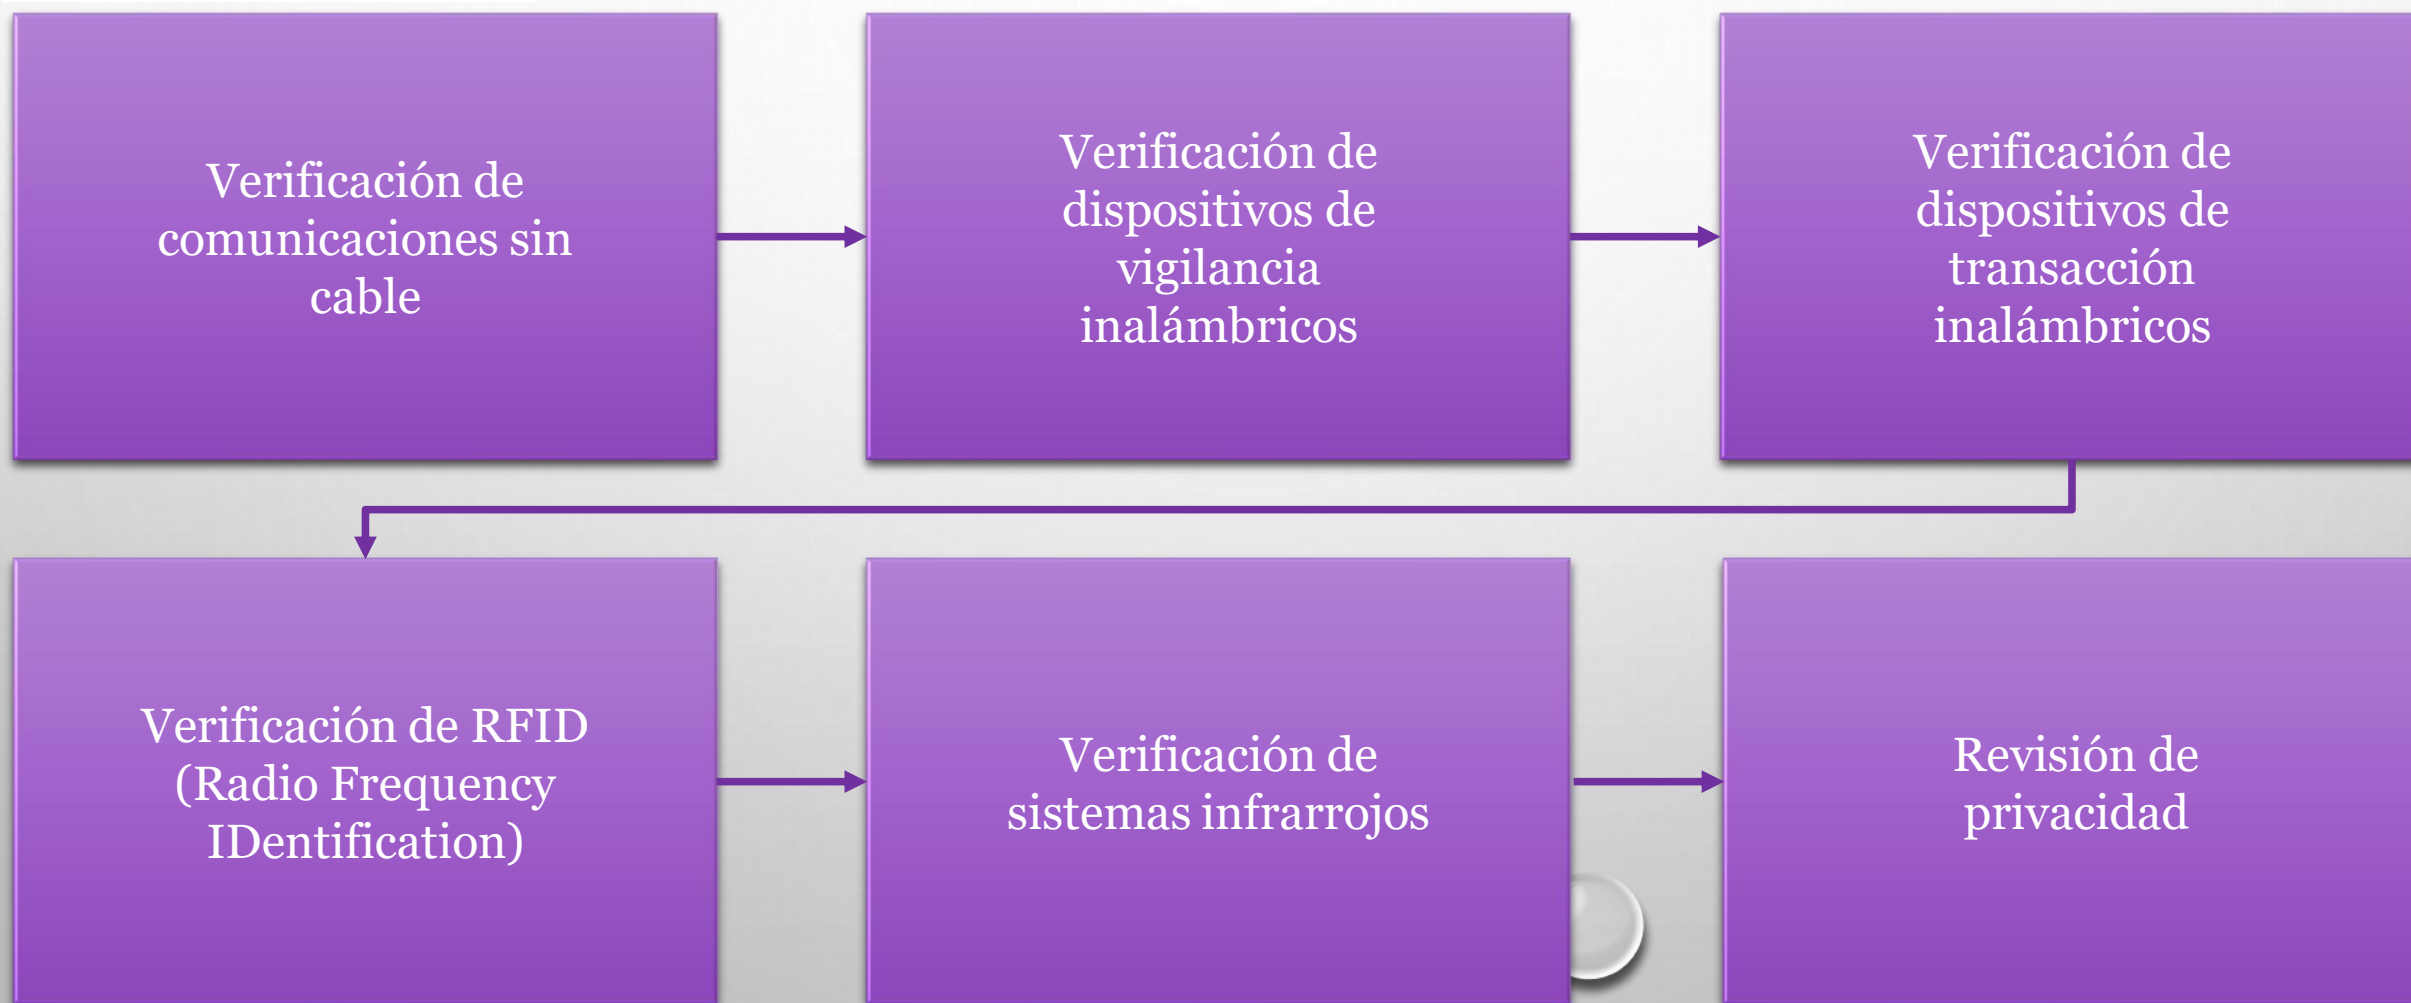 Verificación de
comunicaciones sin
cable
Verificación de
dispositivos de
vigilancia
inalámbricos
Verificación de
dispositivos de
transacción
inalámbricos
Verificación de RFID
(Radio Frequency
IDentification)
Verificación de
sistemas infrarrojos
Revisión de
privacidad